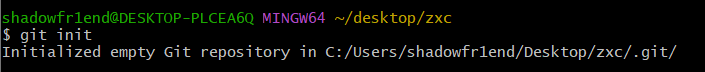 shadowfr1end@DESKTOP-PLCEA6Q MINGW64 ~/desktop/zxc
$ git init
Initialized empty Git repository in C:/Users/shadowfr1end/Desktop/zxc/.git/